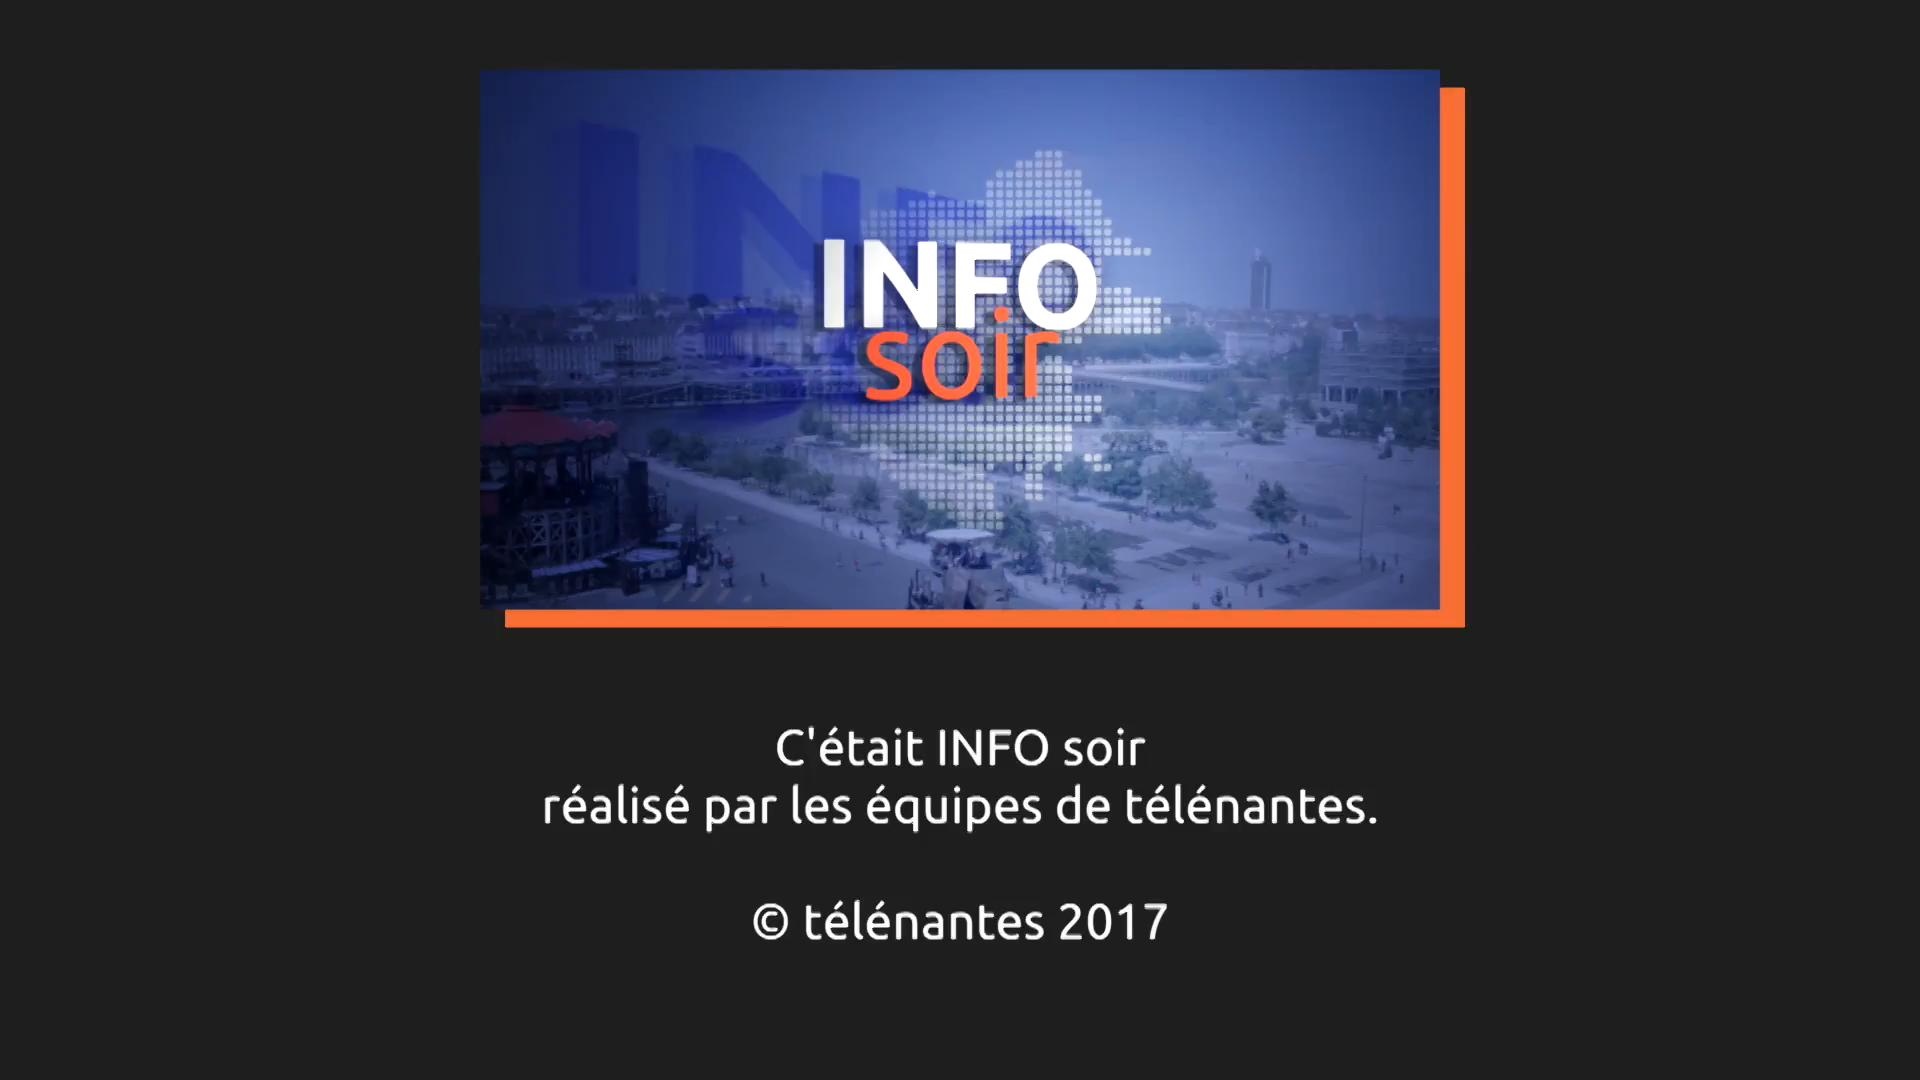 INFO
soir
C'était INFO soir
réalisé par les équipes de télénantes.
© télénantes 2017